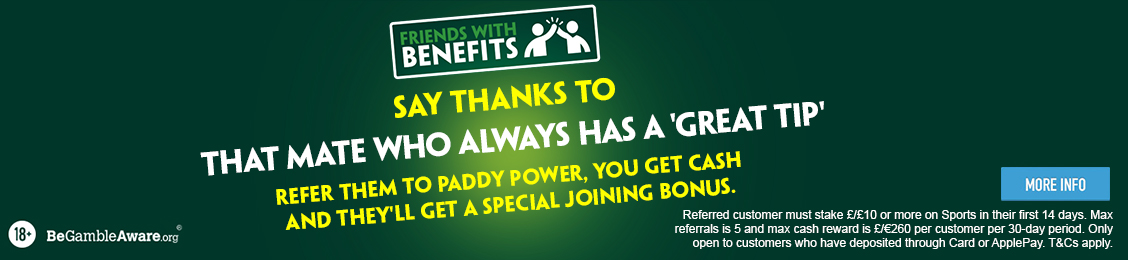 FRIENDS WITH
BENEFITS
SAY THANKS TO
THAT MATE WHO ALWAYS HAS A 'GREAT TIP'
REFER THEM TO PADDY POWER, YOU GET CASH
AND THEY'LL GET A SPECIAL JOINING BONUS.
MORE INFO
Referred customer must stake £/£10 or more on Sports in their first 14 days. Max
referrals is 5 and max cash reward is £/€260 per customer per 30-day period. Only
open to customers who have deposited through Card or ApplePay. T&Cs apply.
18+ BeGambleAware.org®